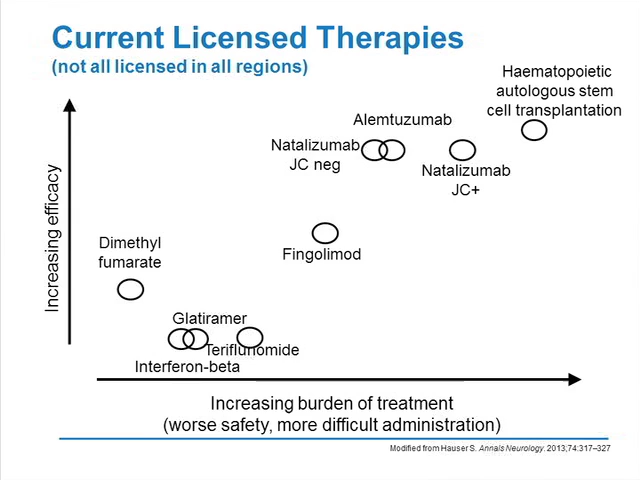 Current Licensed Therapies
(not all licensed in all regions)
Haematopoietic
autologous stem
cell transplantation
Alemtuzumab
Natalizumab
JC neg
Natalizumab
JC+
Increasing efficacy
Fingolimod
Dimethyl
fumarate
Glatiramer
Teriflunomide
Interferon-beta
Increasing burden of treatment
(worse safety, more difficult administration)
Modified from Hauser S. Annals Neurology. 2013;74:317–327